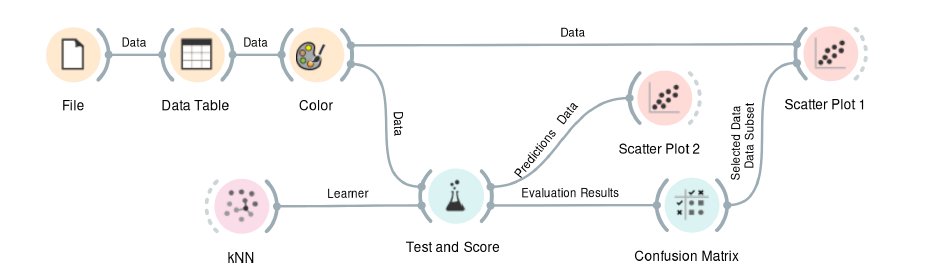 Data
Data
Data
File
Data Table
Color
Scatter Plot 1
Data
Predictions   Data
Scatter Plot 2
Selected Data
Data Subset
Learner
Evaluation Results
kNN
Test and Score
Confusion Matrix